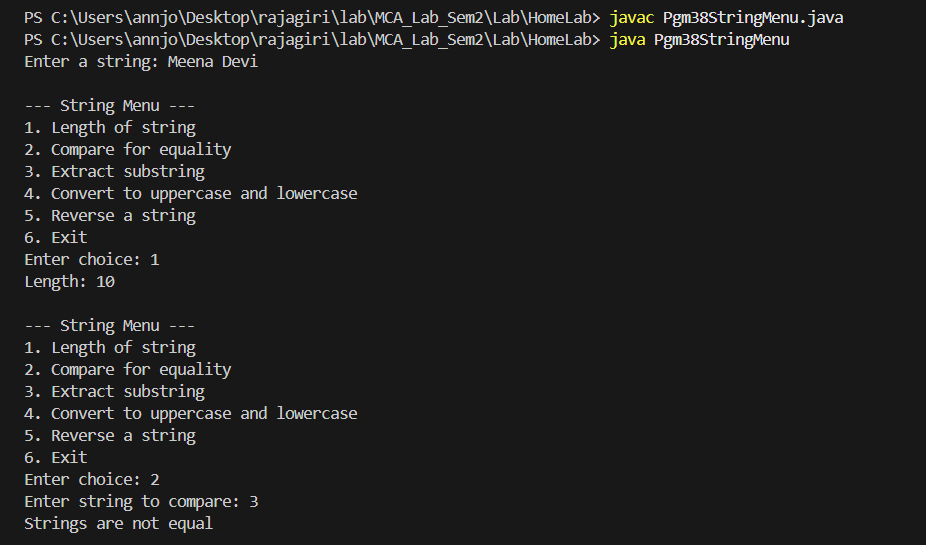 PS C:\Users\annjo\Desktop\rajagiri\lab\MCA_Lab_Sem2\Lab\HomeLab> javac Pgm38StringMenu.java
PS C:\Users\annjo\Desktop\rajagiri\lab\MCA_Lab_Sem2\Lab\HomeLab> java Pgm38StringMenu
Enter a string: Meena Devi
--- String Menu ---
1. Length of string
2. Compare for equality
3. Extract substring
4. Convert to uppercase and lowercase
5. Reverse a string
6. Exit
Enter choice: 1
Length: 10
--- String Menu ---
1. Length of string
2. Compare for equality
3. Extract substring
4. Convert to uppercase and lowercase
5. Reverse a string
6. Exit
Enter choice: 2
Enter string to compare: 3
Strings are not equal